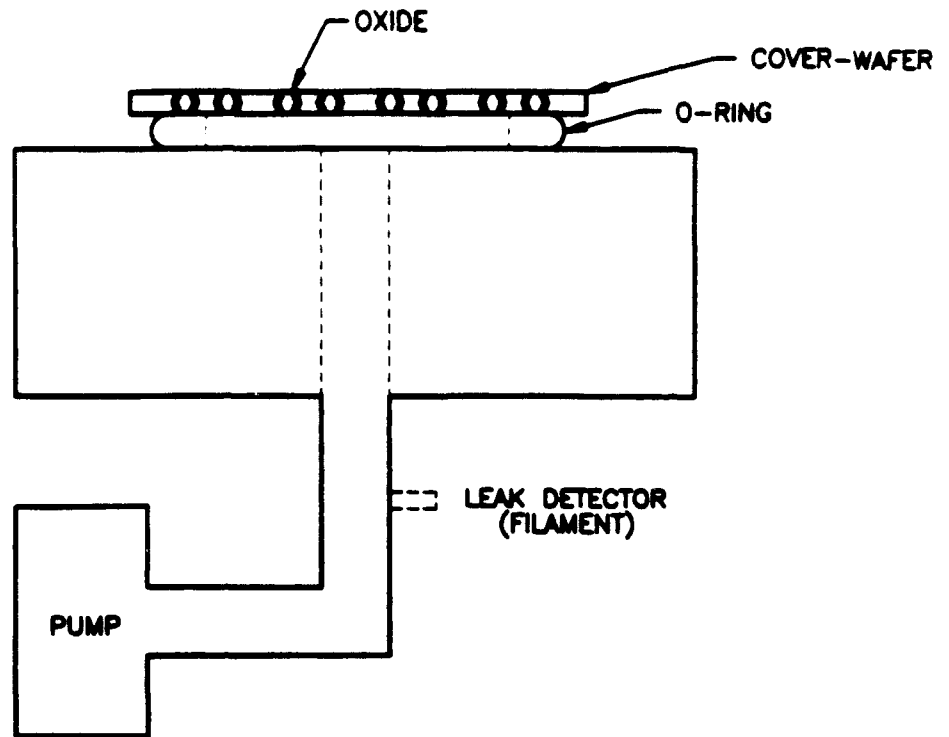 OXIDE
COVER-WAFER
O-RING
LEAK DETECTOR
(FILAMENT)
PUMP